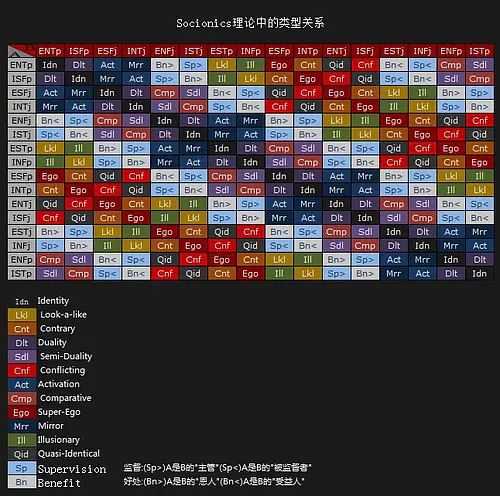 Socionics理论中的类型关系
ENTp ISFp ESFj INTj ENFj ISTj ESTp INFp ESFp INTp ENTj ISFj ESTj INFj ENFp ISTp
ENTp Idn Dlt Act Mrr Bn> Sp> Lkl Ill Ego Cnt Qid Cnf Bn< Sp< Cmp Sdl
ISFp Dlt Idn Mrr Act Sp> Bn> Ill Lkl Cnt Ego Cnf Qid Sp< Bn< Sdl Cmp
ESFj Act Mrr Idn Dlt Cmp Sdl Bn< Sp< Qid Cnf Ego Cnt Lkl Ill Bn> Sp>
INTj Mrr Act Dlt Idn Sdl Cmp Sp< Bn< Cnf Qid Cnt Ego Ill Lkl Sp> Bn>
ENFj Bn< Sp< Cmp Sdl Idn Dlt Act Mrr Bn> Sp> Lkl Ill Ego Cnt Qid Cnf
ISTj Sp< Bn< Sdl Cmp Dlt Idn Mrr Act Sp> Bn> Ill Lkl Cnt Ego Cnf Qid
ESTp Lkl Ill Bn> Sp> Act Mrr Idn Dlt Cmp Sdl Bn< Sp< Qid Cnf Ego Cnt
INFp Ill Lkl Sp> Bn> Mrr Act Dlt Idn Sdl Cmp Sp< Bn< Cnf Qid Cnt Ego
ESFp Ego Cnt Qid Cnf Bn< Sp< Cmp Sdl Idn Dlt Act Mrr Bn> Sp> Lkl Ill
INTp Cnt Ego Cnf Qid Sp< Bn< Sdl Cmp Dlt Idn Mrr Act Sp> Bn> Ill Lkl
ENTj Qid Cnf Ego Cnt Lkl Ill Bn> Sp> Act Mrr Idn Dlt Cmp Sdl Bn< Sp<
ISFj Cnf Qid Cnt Ego Ill Lkl Sp> Bn> Mrr Act Dlt Idn Sdl Cmp Sp< Bn<
ESTj Bn> Sp> Lkl Ill Ego Cnt Qid Cnf Bn< Sp< Cmp Sdl Idn Dlt Act Mrr
INFj Sp> Bn> Ill Lkl Cnt Ego Cnf Qid Sp< Bn< Sdl Cmp Dlt Idn Mrr Act
ENFp Cmp Sdl Bn< Sp< Qid Cnf Ego Cnt Lkl Ill Bn> Sp> Act Mrr Idn Dlt
ISTp Sdl Cmp Sp< Bn< Cnf Qid Cnt Ego Ill Lkl Sp> Bn> Mrr Act Dlt Idn
Idn Identity
Lkl Look-a-like
Cnt Contrary
Dlt Duality
Sdl Semi-Duality
Cnf Conflicting
Act Activation
Cmp Comparative
Ego Super-Ego
Mrr Mirror
Ill Illusionary
Qid Quasi-Identical
Sp Supervision 监督:(Sp>)A是B的"主管"(Sp<)A是B的"被监督者"
Bn Benefit 好处:(Bn>)A是B的"恩人"(Bn<)A是B的"受益人"